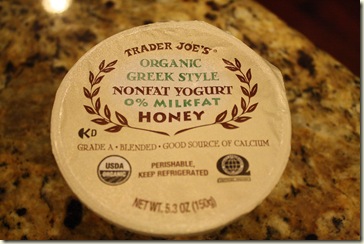 TRADER JOE'S®
ORGANIC
GREEK STYLE
NONFAT YOGURT
0% MILKFAT
HONEY
KD
GRADE A • BLENDED • GOOD SOURCE OF CALCIUM
USDA
ORGANIC
PERISHABLE,
KEEP REFRIGERATED
NET WT. 5.3 OZ (150g)